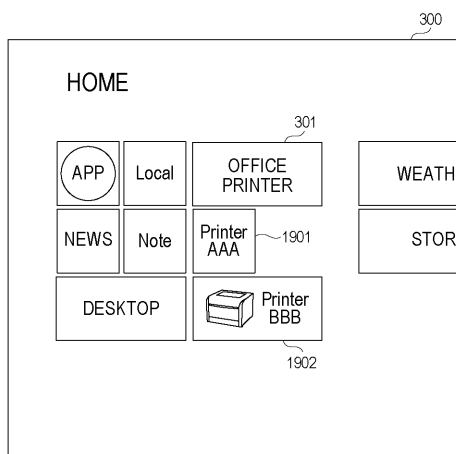 300
HOME
301
APP
Local
OFFICE
PRINTER
WEATH
NEWS
Note
Printer
AAA
1901
STOR
DESKTOP
Printer
BBB
1902